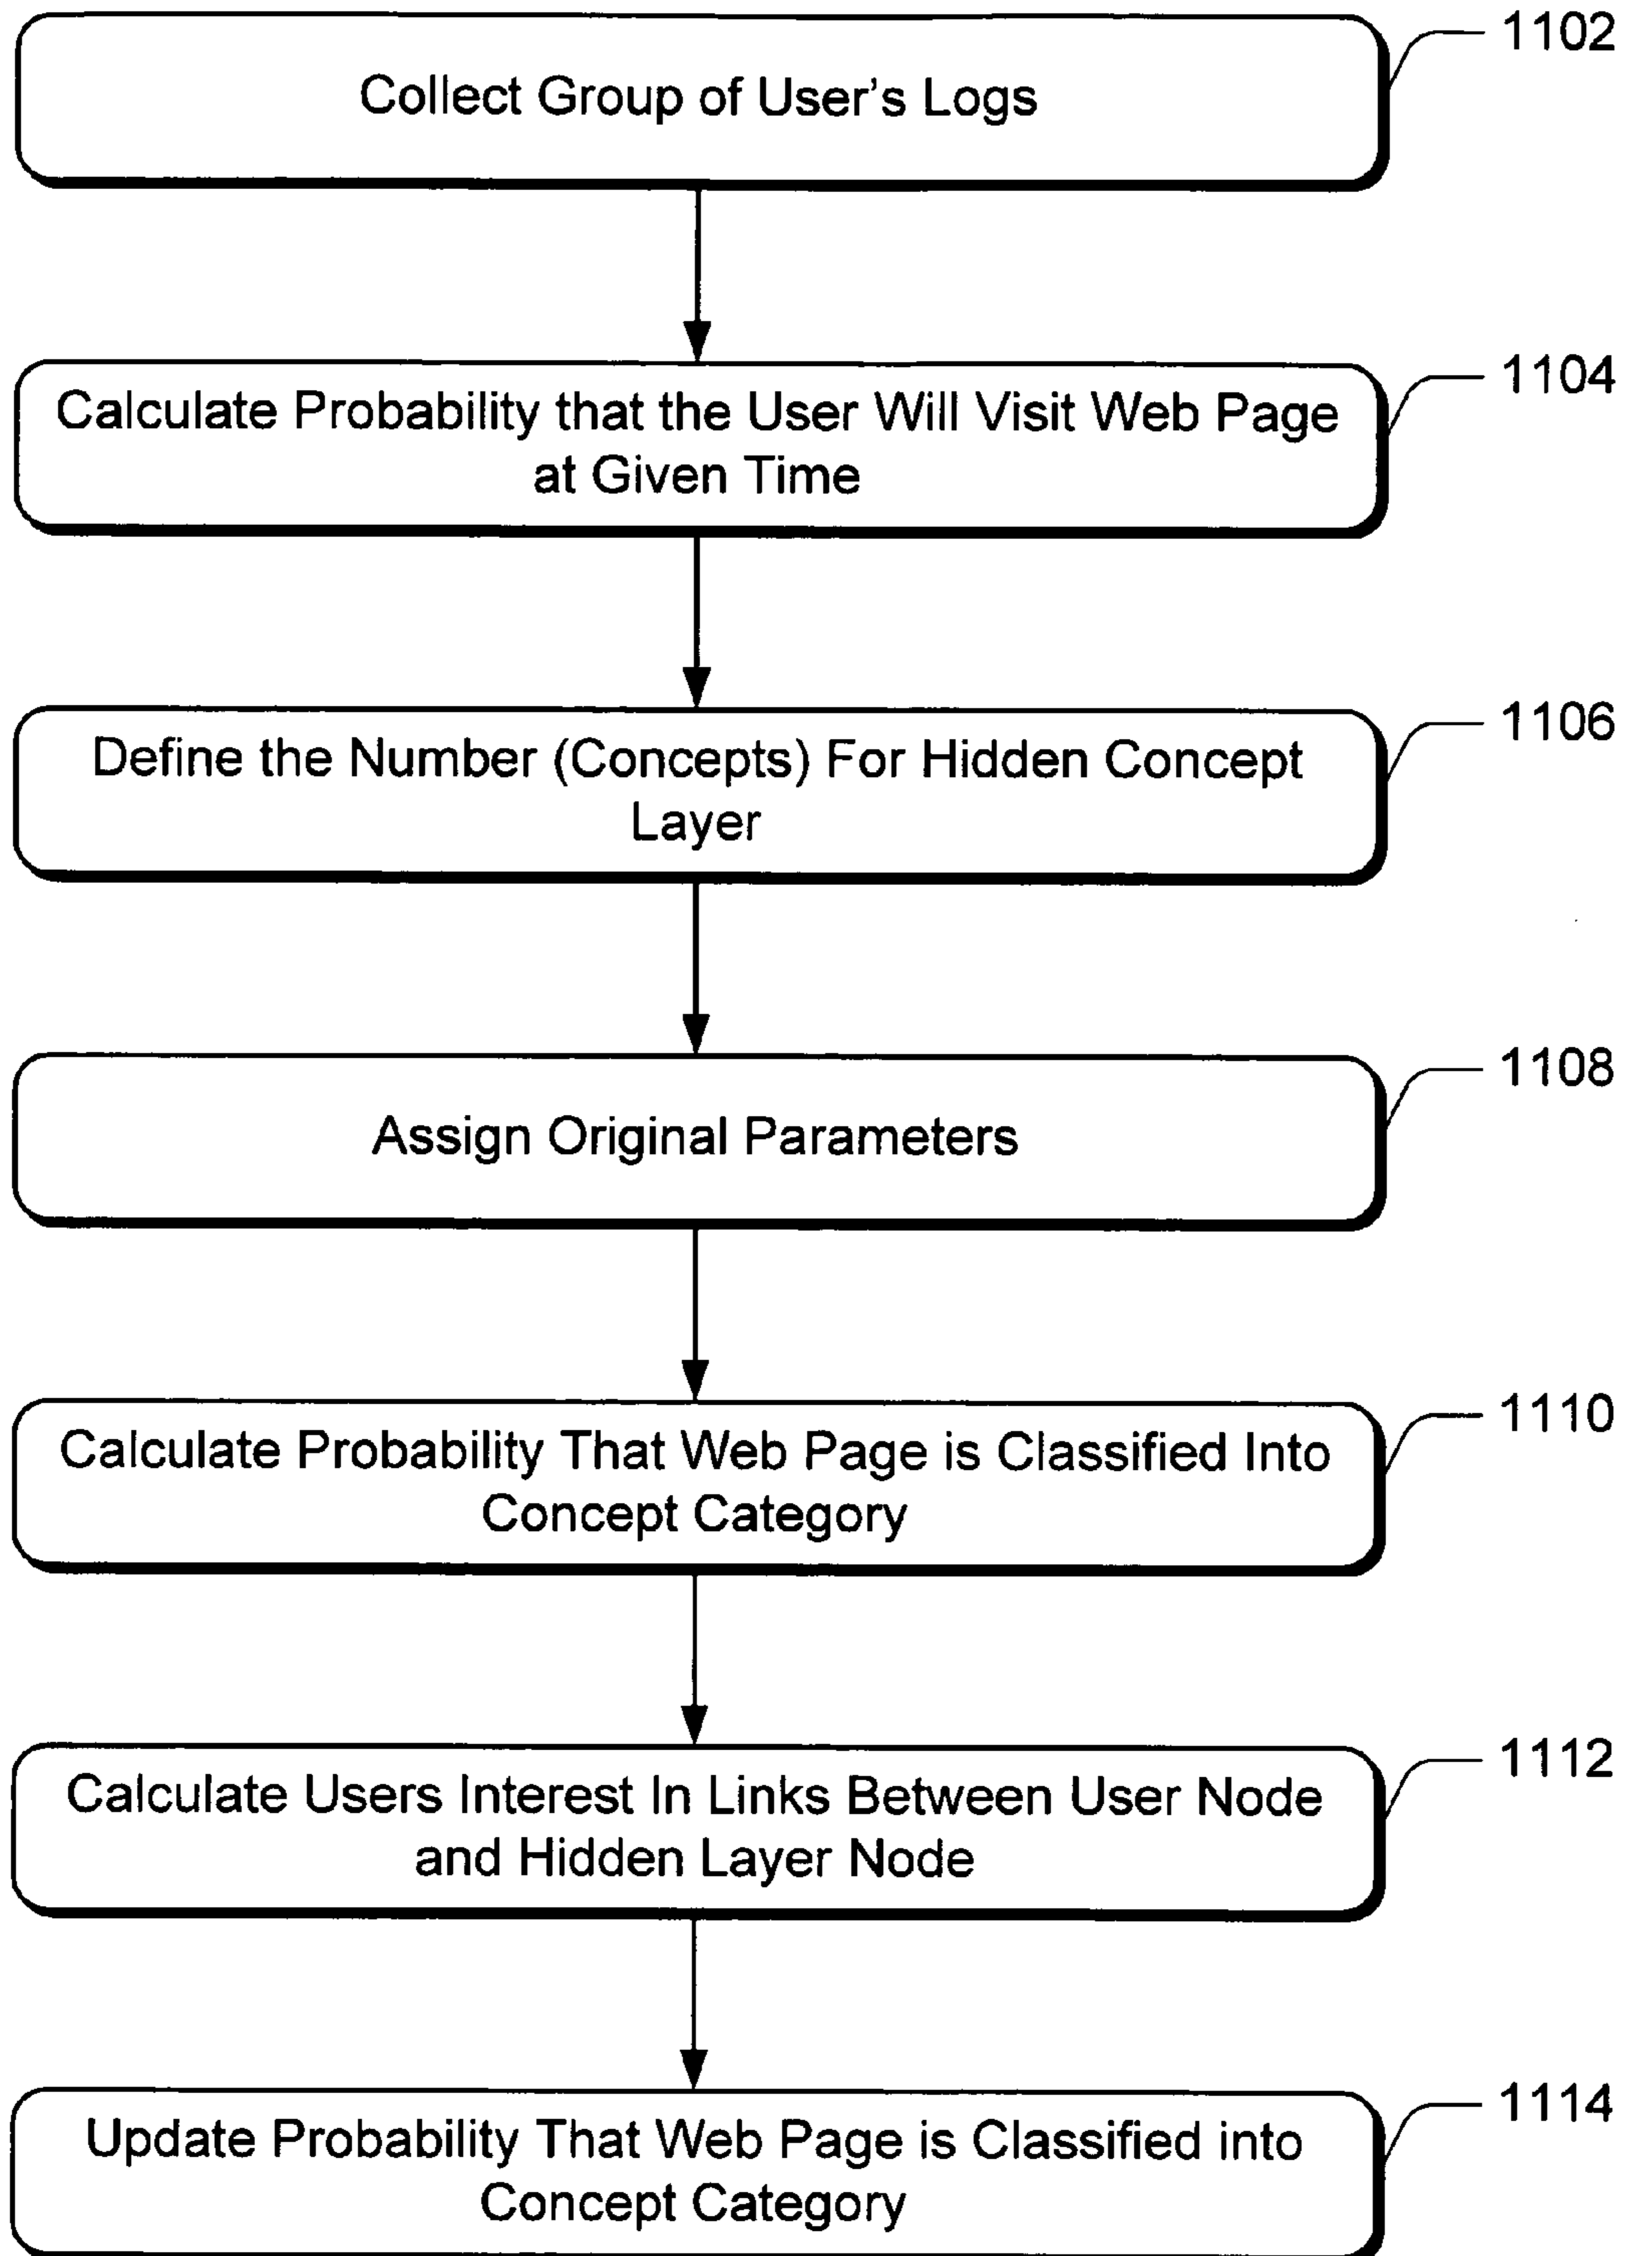 Collect Group of User's Logs
1102
Calculate Probability that the User Will Visit Web Page
at Given Time
1104
Define the Number (Concepts) For Hidden Concept
Layer
1106
Assign Original Parameters
1108
Calculate Probability That Web Page is Classified Into
Concept Category
1110
Calculate Users Interest In Links Between User Node
and Hidden Layer Node
1112
Update Probability That Web Page is Classified into
Concept Category
1114